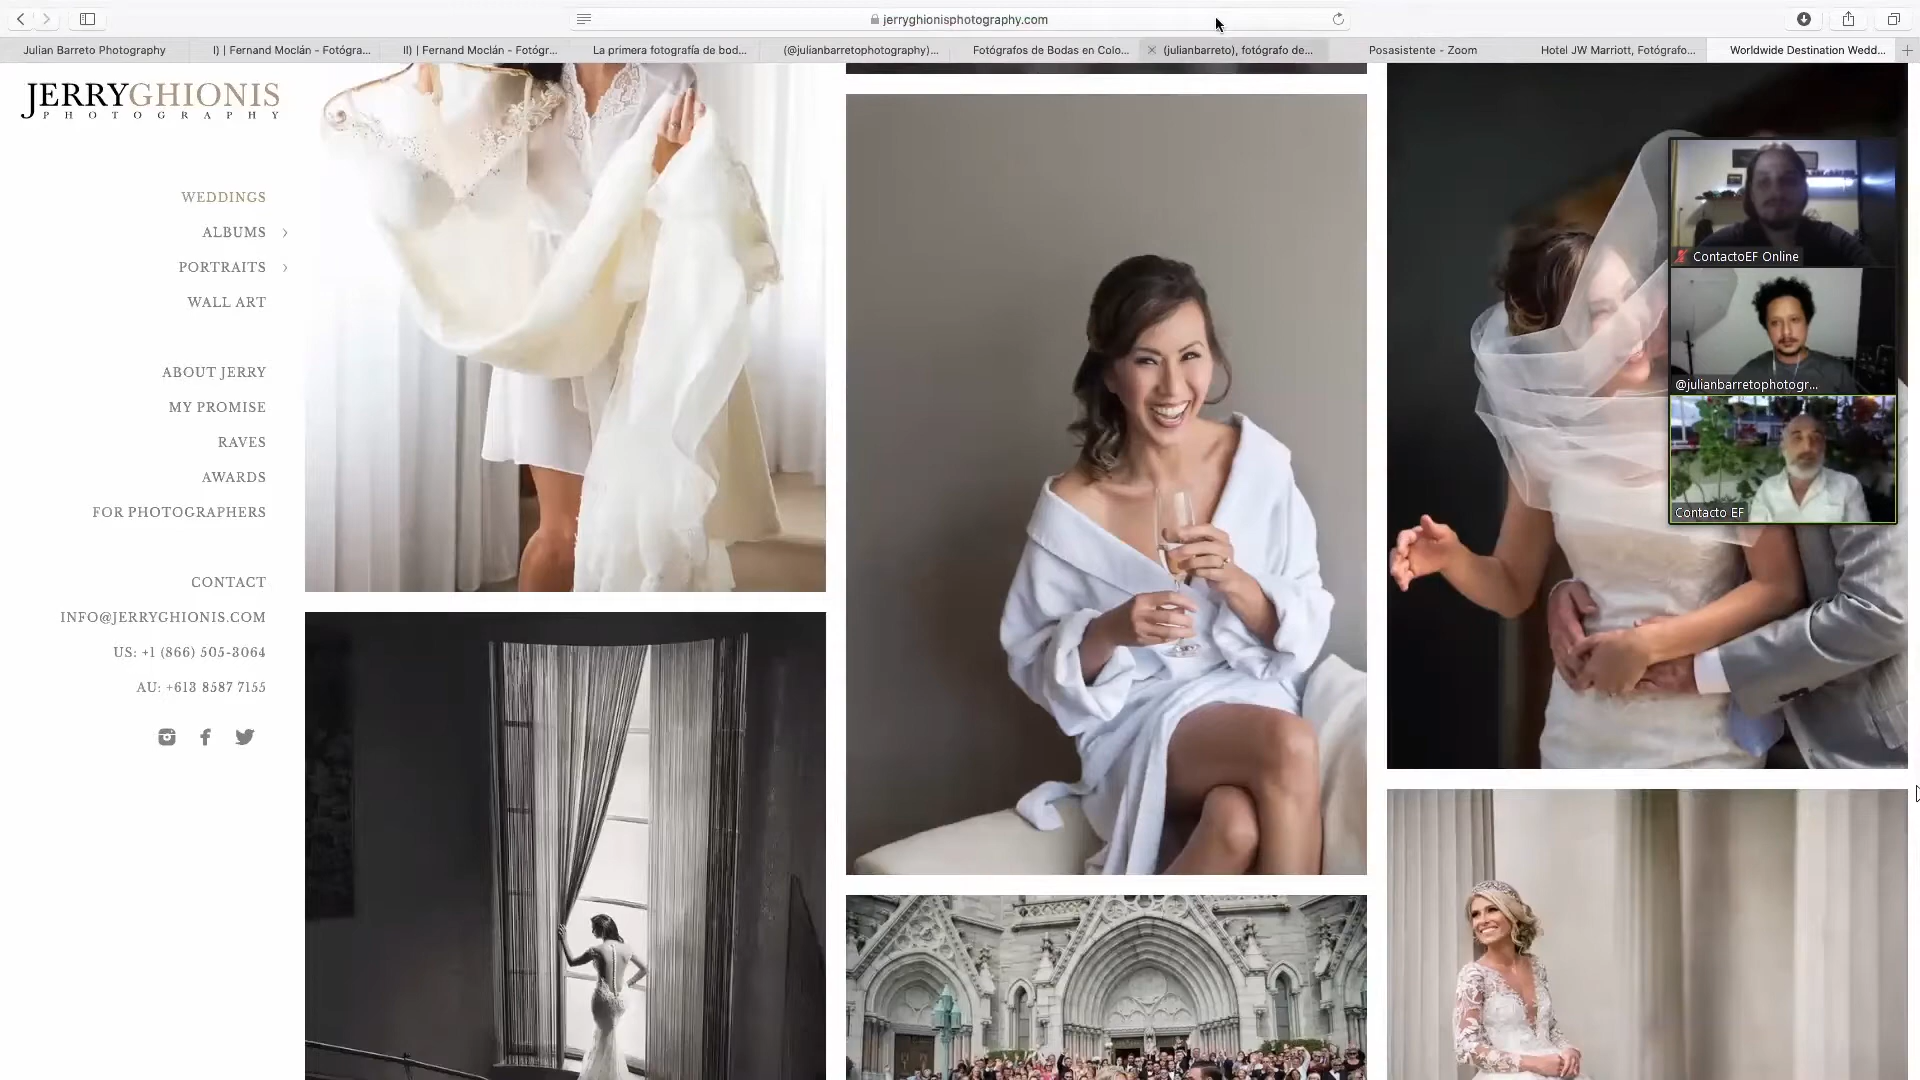 jerryghionisphotography.com
Julian Barreto Photography
I) | Fernand Moclán - Fotógra...
II) | Fernand Moclán - Fotógr...
La primera fotografía de bod...
(@julianbarretophotography)...
Fotógrafos de Bodas en Colo...
(julianbarreto), fotógrafo de...
Posasistente - Zoom
Hotel JW Marriott, Fotógrafo...
Worldwide Destination Wedd...
JERRYGHIONIS
PHOTOGRAPHY
WEDDINGS
ALBUMS
PORTRAITS
WALL ART
ABOUT JERRY
MY PROMISE
RAVES
AWARDS
FOR PHOTOGRAPHERS
CONTACT
INFO@JERRYGHIONIS.COM
US: +1 (866) 505-3064
AU: +613 8587 7155
ContactoEF Online
@julianbarretophotogr...
Contacto EF